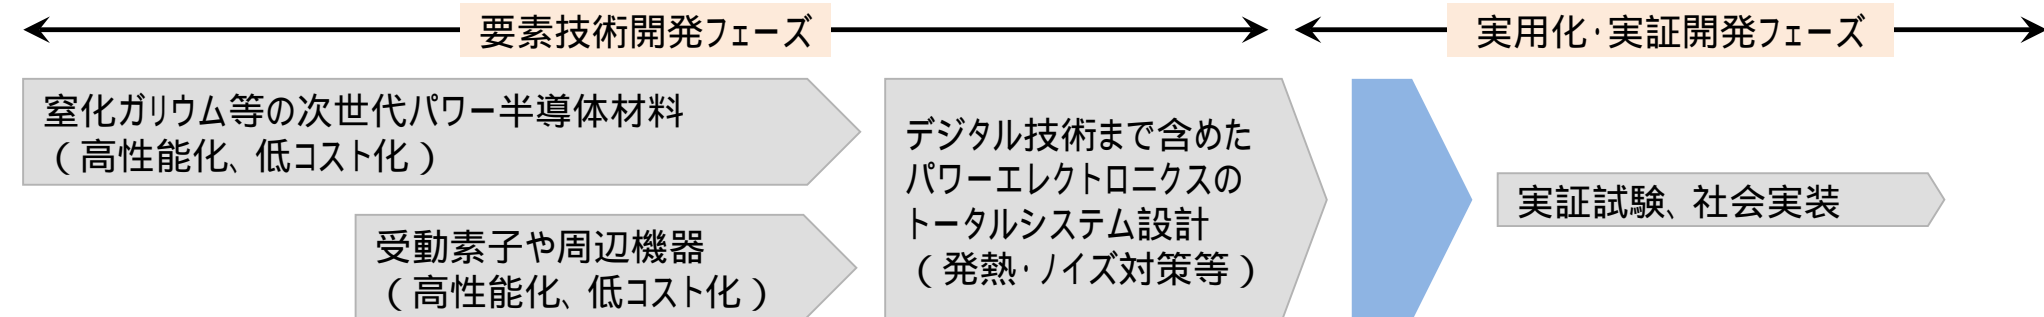 要素技術開発フェーズ
実用化・実証開発フェーズ
窒化ガリウム等の次世代パワー半導体材料
（高性能化、低コスト化）
受動素子や周辺機器
（高性能化、低コスト化）
デジタル技術まで含めた
パワーエレクトロニクスの
トータルシステム設計
（発熱・ノイズ対策等）
実証試験、社会実装